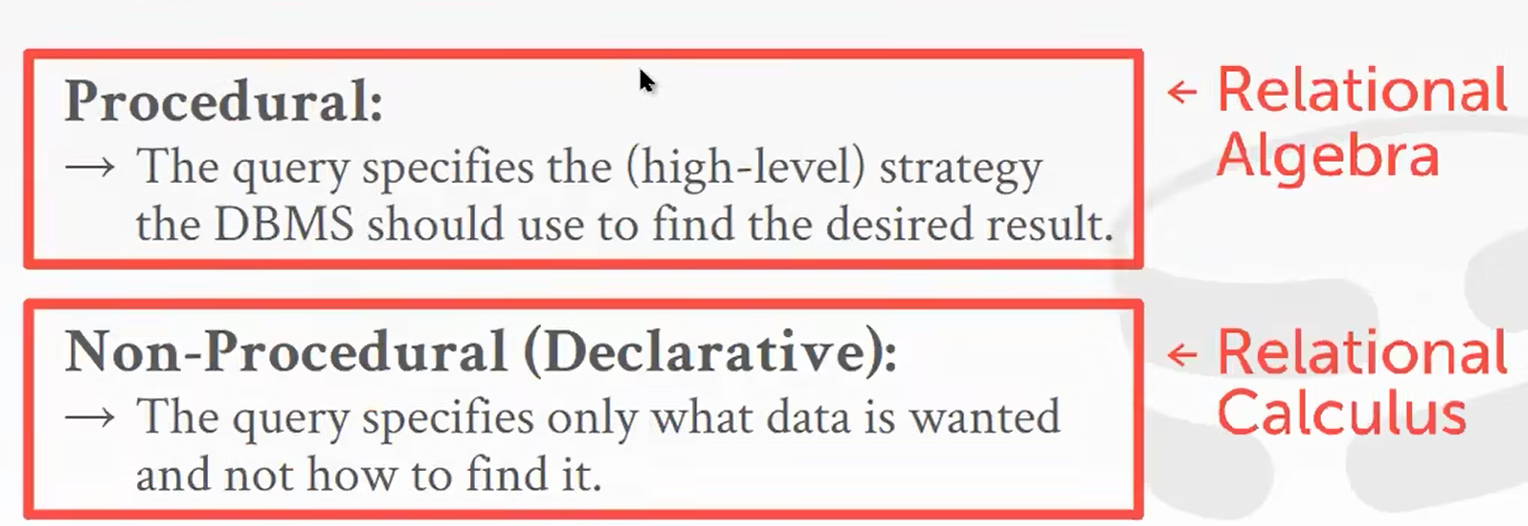 Procedural:
→ The query specifies the (high-level) strategy
the DBMS should use to find the desired result.
← Relational
Algebra
Non-Procedural (Declarative):
→ The query specifies only what data is wanted
and not how to find it.
← Relational
Calculus